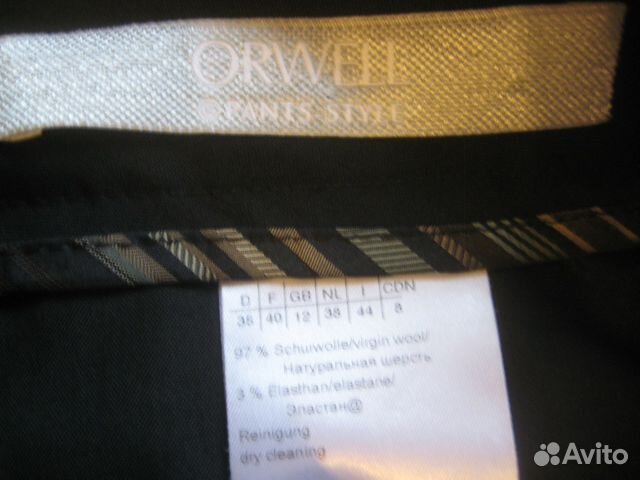 ORWELL
PANTS STYLE
D F GB NL I CDN
38 40 12 38 44 8
97 % Schurwolle/virgin wool/
Натуральная шерсть
3 % Elasthan/elastane/
Эластан@
Reinigung
dry cleaning
Avito